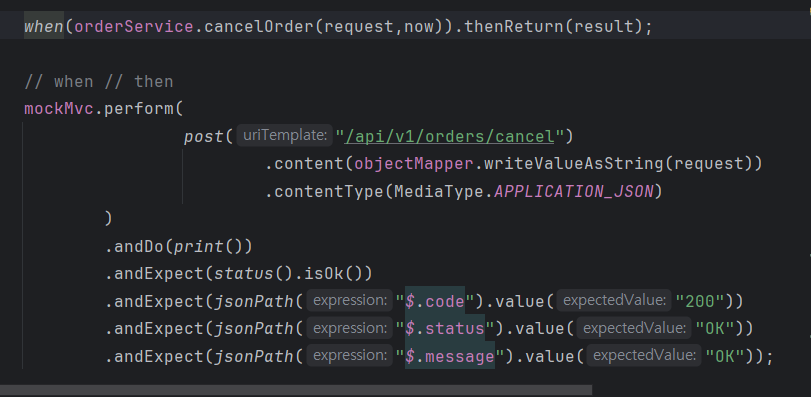 when(orderService.cancelOrder(request,now)).thenReturn(result);
// when // then
mockMvc.perform(
post( uriTemplate: "/api/v1/orders/cancel")
.content(objectMapper.writeValueAsString(request))
.contentType(MediaType.APPLICATION_JSON)
)
.andDo(print())
.andExpect(status().isOk())
.andExpect(jsonPath( expression: "$.code").value( expectedValue: "200"))
.andExpect(jsonPath( expression: "$.status").value( expectedValue: "OK"))
.andExpect(jsonPath( expression: "$.message").value( expectedValue: "OK"));